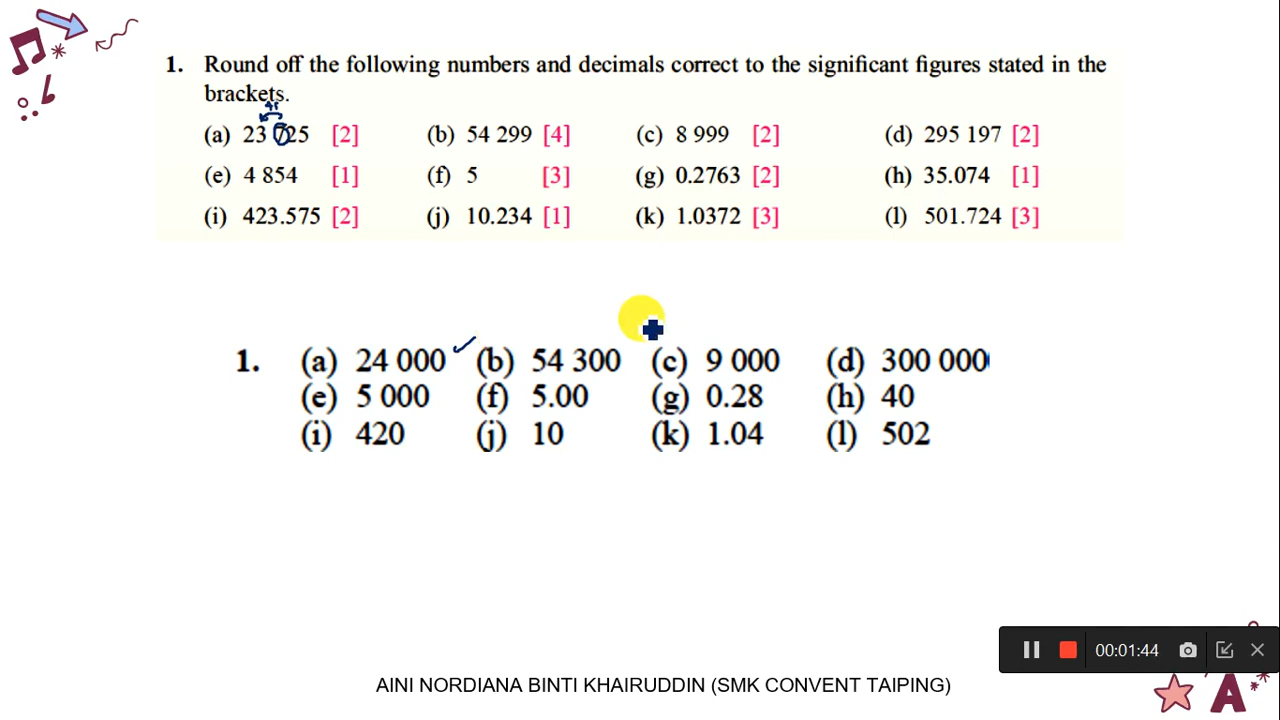 1. Round off the following numbers and decimals correct to the significant figures stated in the
brackets.
(a) 23 725 [2] (b) 54 299 [4] (c) 8 999 [2] (d) 295 197 [2]
(e) 4 854 [1] (f) 5 [3] (g) 0.2763 [2] (h) 35.074 [1]
(i) 423.575 [2] (j) 10.234 [1] (k) 1.0372 [3] (l) 501.724 [3]
1. (a) 24 000 (b) 54 300 (c) 9 000 (d) 300 000
(e) 5 000 (f) 5.00 (g) 0.28 (h) 40
(i) 420 (j) 10 (k) 1.04 (l) 502
00:01:44
AINI NORDIANA BINTI KHAIRUDDIN (SMK CONVENT TAIPING)
A